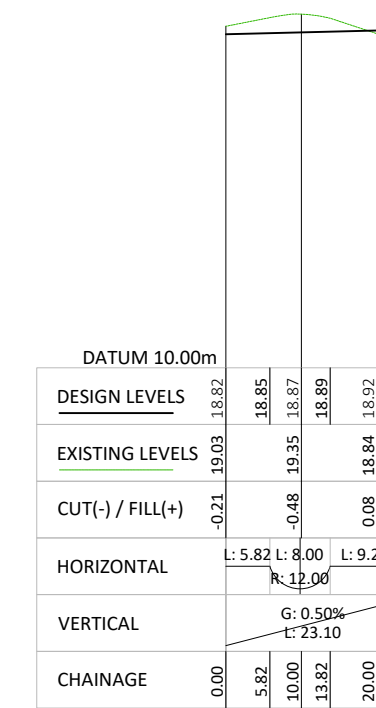 DATUM 10.00m
DESIGN LEVELS 18.82 18.85 18.87 18.89 18.92
EXISTING LEVELS 19.03 19.35 18.84
CUT(-) / FILL(+) -0.21 -0.48 0.08
HORIZONTAL L: 5.82 L: 8.00 L: 9.2
R: 12.00
VERTICAL G: 0.50%
L: 23.10
CHAINAGE 0.00 5.82 10.00 13.82 20.00